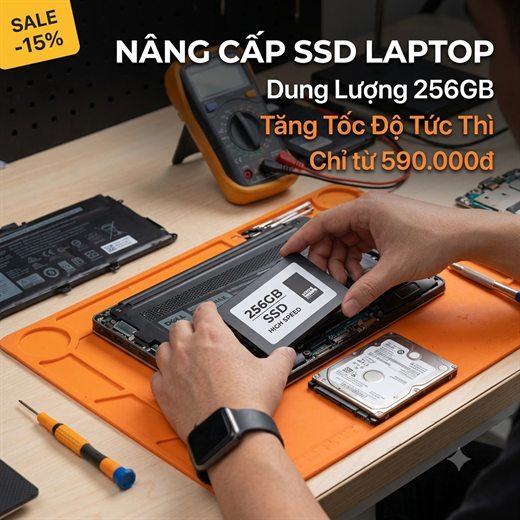 SALE
-15%
NÂNG CẤP SSD LAPTOP
Dung Lượng 256GB
Tăng Tốc Độ Tức Thì
Chỉ từ 590.000đ
256GB
SSD
HIGH SPEED